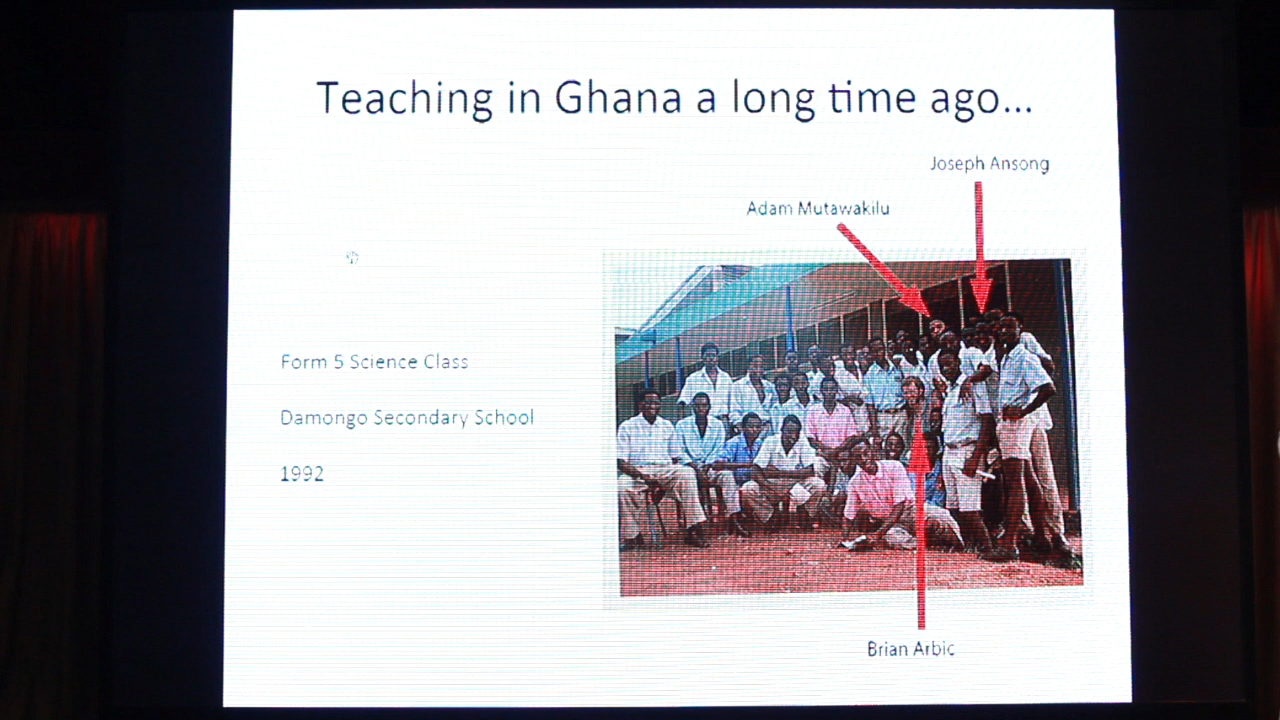 Teaching in Ghana a long time ago...
Joseph Ansong
Adam Mutawakilu
Form 5 Science Class
Damongo Secondary School
1992
Brian Arbic